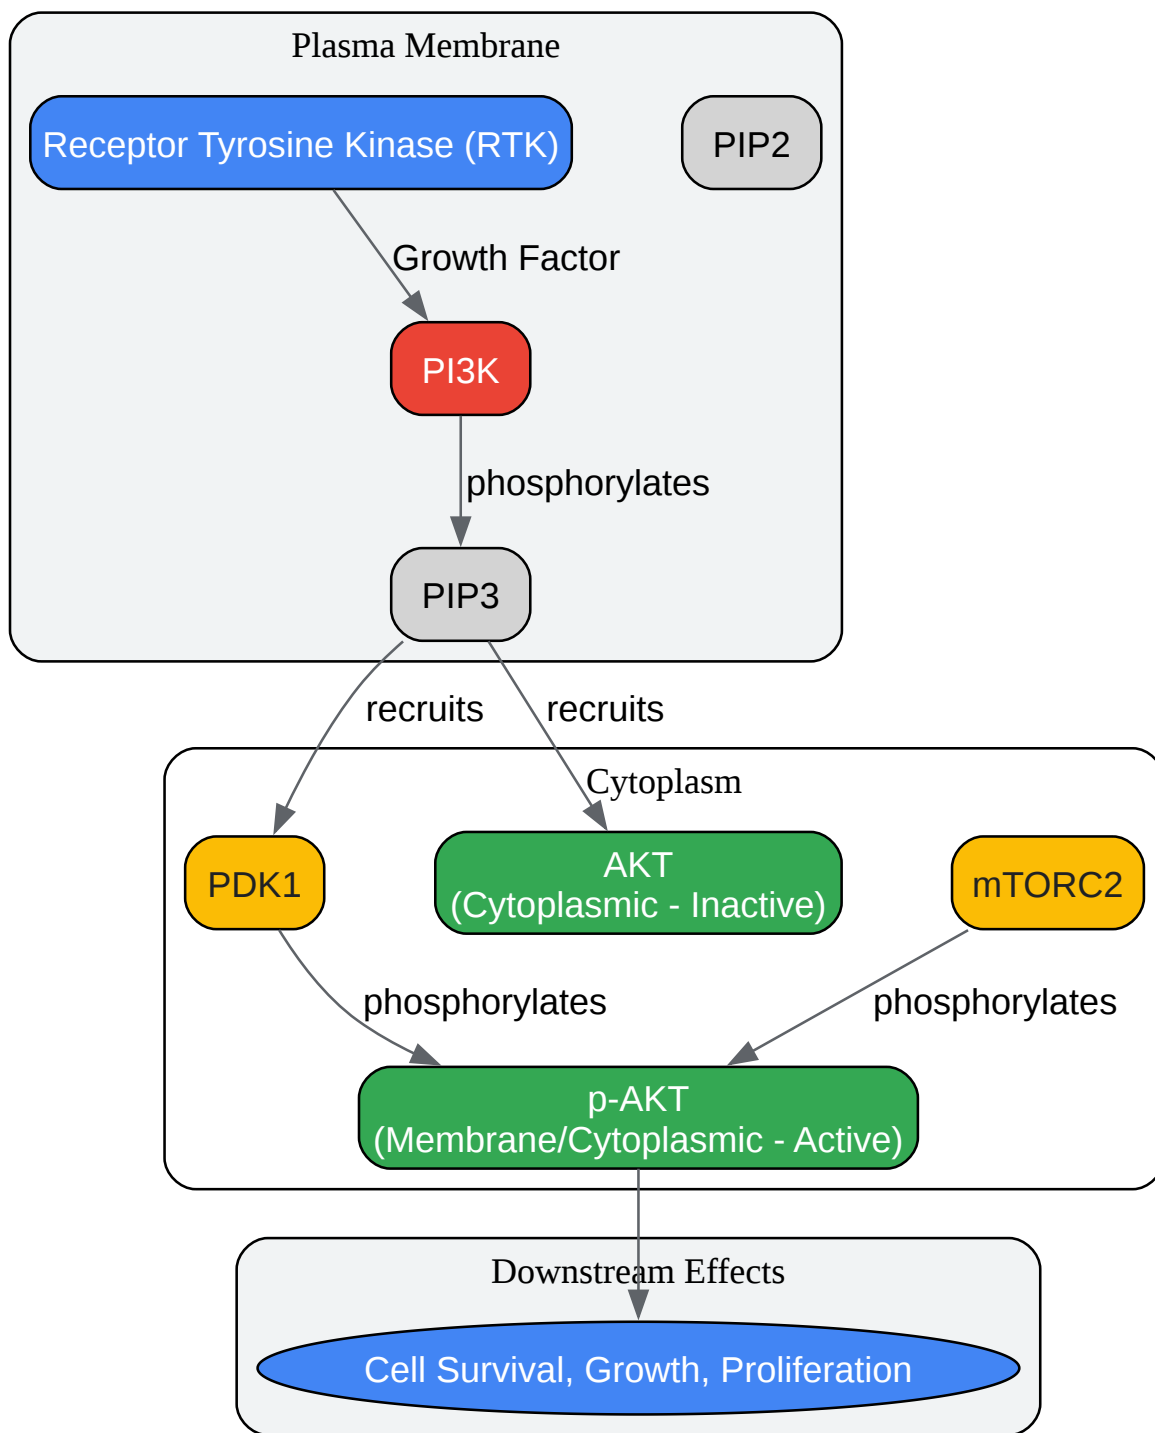 Plasma Membrane
Receptor Tyrosine Kinase (RTK)
PIP2
Growth Factor
PI3K
phosphorylates
PIP3
recruits
recruits
Cytoplasm
PDK1
AKT
(Cytoplasmic - Inactive)
mTORC2
phosphorylates
phosphorylates
p-AKT
(Membrane/Cytoplasmic - Active)
Downstream Effects
Cell Survival, Growth, Proliferation